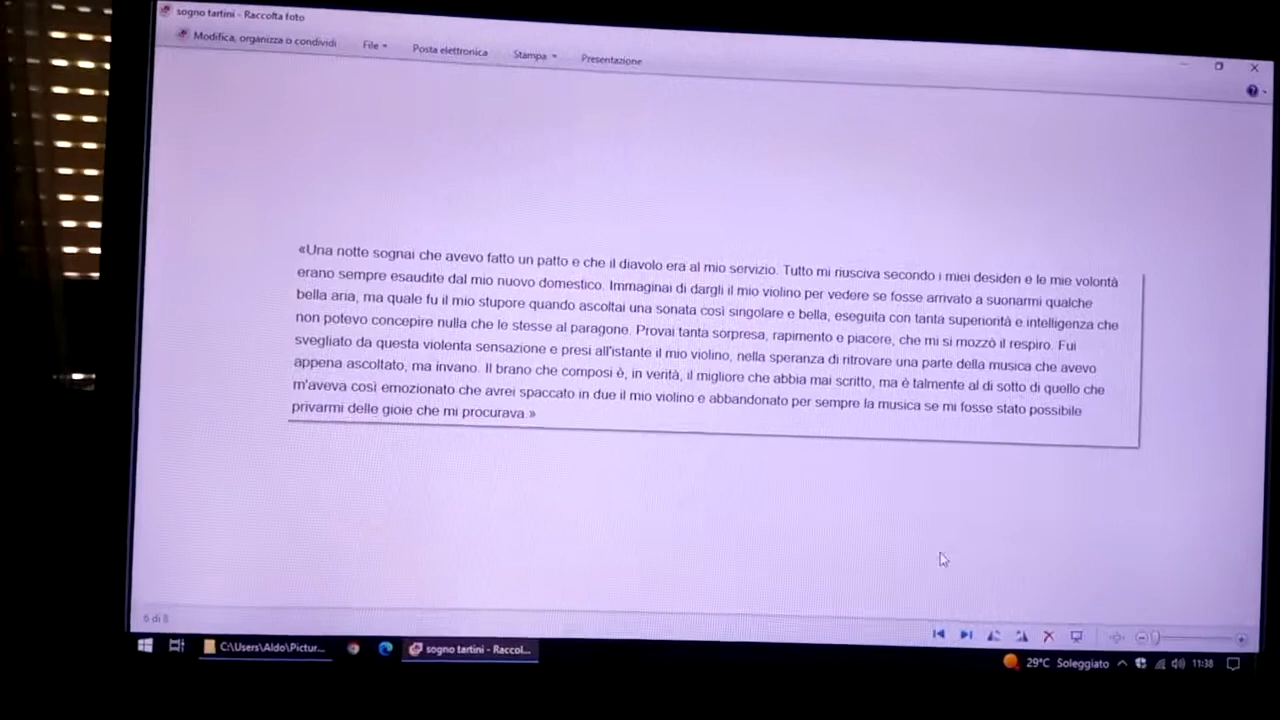 sogno tartini - Raccolta foto
Modifica, organizza o condividi File Posta elettronica Stampa Presentazione
«Una notte sognai che avevo fatto un patto e che il diavolo era al mio servizio. Tutto mi riusciva secondo i miei desideri e le mie volontà
erano sempre esaudite dal mio nuovo domestico. Immaginai di dargli il mio violino per vedere se fosse arrivato a suonarmi qualche
bella aria, ma quale fu il mio stupore quando ascoltai una sonata così singolare e bella, eseguita con tanta superiorità e intelligenza che
non potevo concepire nulla che le stesse al paragone. Provai tanta sorpresa, rapimento e piacere, che mi si mozzò il respiro. Fui
svegliato da questa violenta sensazione e presi all'istante il mio violino, nella speranza di ritrovare una parte della musica che avevo
appena ascoltato, ma invano. Il brano che composi è, in verità, il migliore che abbia mai scritto, ma è talmente al di sotto di quello che
m'aveva così emozionato che avrei spaccato in due il mio violino e abbandonato per sempre la musica se mi fosse stato possibile
privarmi delle gioie che mi procurava.»
6 di 8
C:\Users\Aldo\Pictur... sogno tartini - Raccol... 29°C Soleggiato 11:38